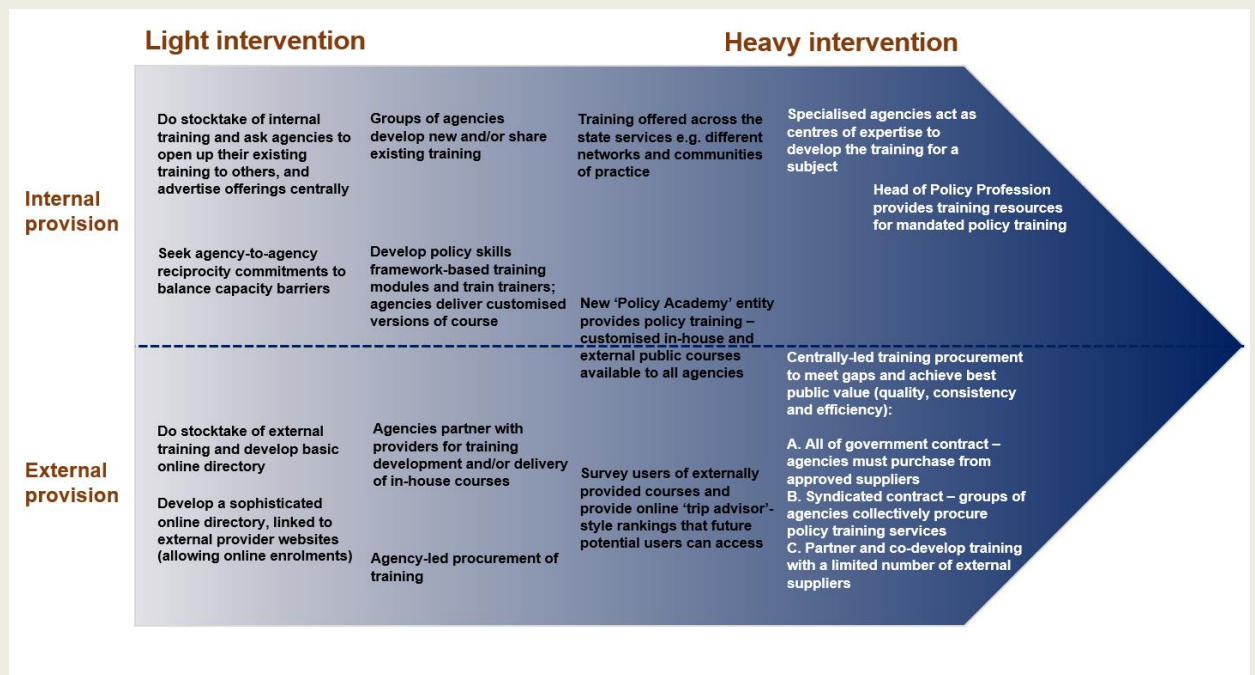 Light intervention
Heavy intervention
Internal
provision
Do stocktake of internal
training and ask agencies to
open up their existing
training to others, and
advertise offerings centrally
Groups of agencies
develop new and/or share
existing training
Training offered across the
state services e.g. different
networks and communities
of practice
Specialised agencies act as
centres of expertise to
develop the training for a
subject
Head of Policy Profession
provides training resources
for mandated policy training
Seek agency-to-agency
reciprocity commitments to
balance capacity barriers
Develop policy skills
framework-based training
modules and train trainers;
agencies deliver customised
versions of course
New ‘Policy Academy’ entity
provides policy training –
customised in-house and
external public courses
available to all agencies
External
provision
Do stocktake of external
training and develop basic
online directory
Develop a sophisticated
online directory, linked to
external provider websites
(allowing online enrolments)
Agencies partner with
providers for training
development and/or delivery
of in-house courses
Agency-led procurement of
training
Survey users of externally
provided courses and
provide online ‘trip advisor’-
style rankings that future
potential users can access
Centrally-led training procurement
to meet gaps and achieve best
public value (quality, consistency
and efficiency):
A. All of government contract –
agencies must purchase from
approved suppliers
B. Syndicated contract – groups of
agencies collectively procure
policy training services
C. Partner and co-develop training
with a limited number of external
suppliers